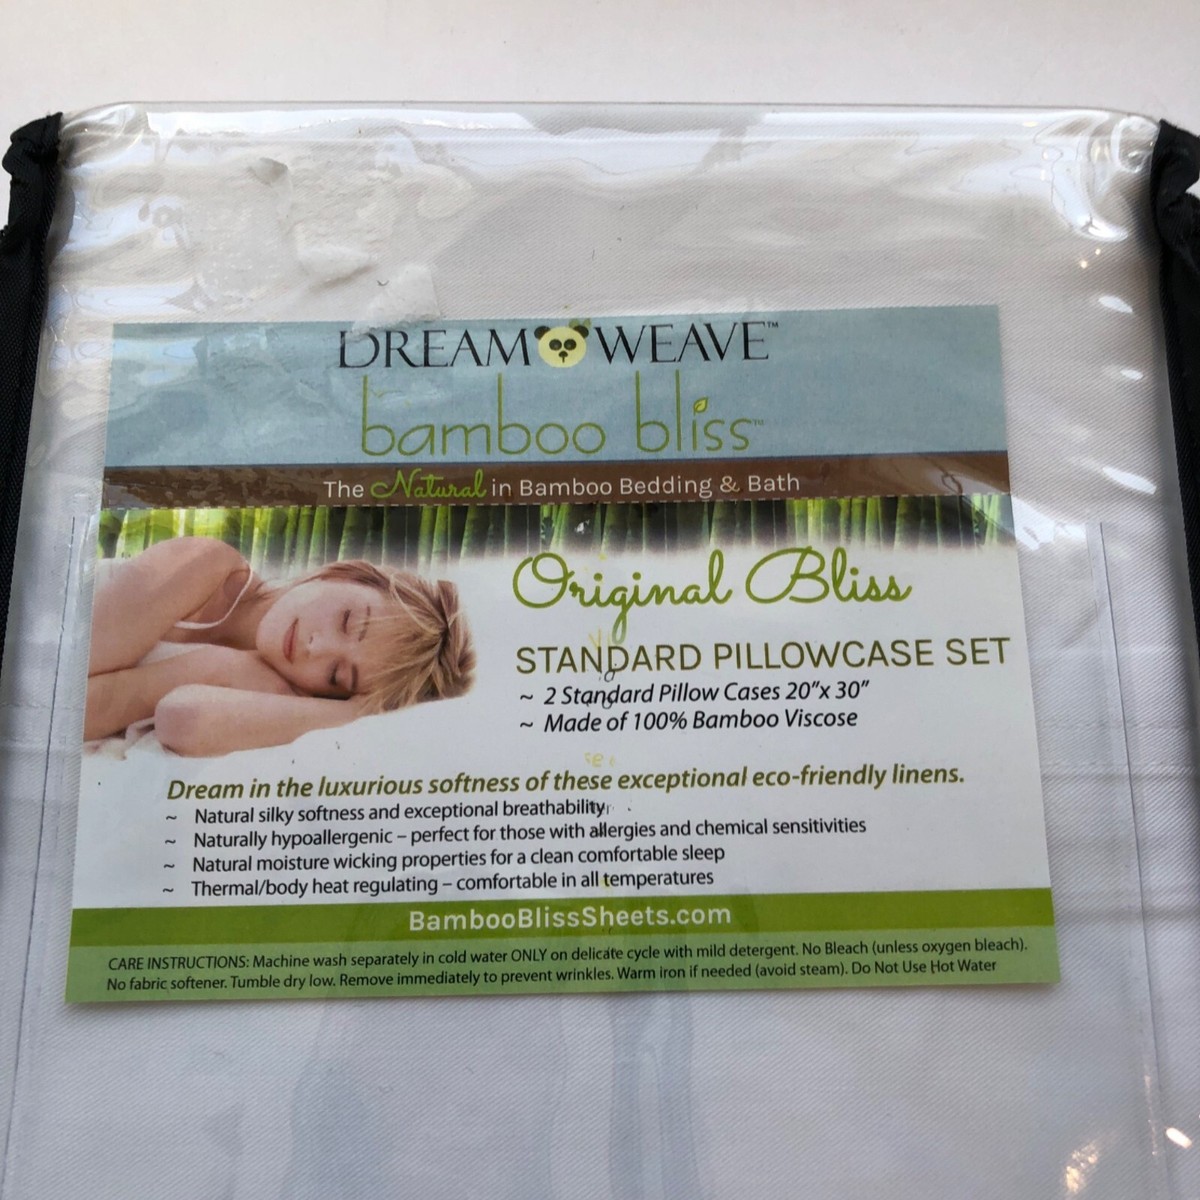 DREAM WEAVE™
bamboo bliss™
The Natural in Bamboo Bedding & Bath
Original Bliss
STANDARD PILLOWCASE SET
~ 2 Standard Pillow Cases 20”x 30”
~ Made of 100% Bamboo Viscose
Dream in the luxurious softness of these exceptional eco-friendly linens.
~ Natural silky softness and exceptional breathability
~ Naturally hypoallergenic – perfect for those with allergies and chemical sensitivities
~ Natural moisture wicking properties for a clean comfortable sleep
~ Thermal/body heat regulating – comfortable in all temperatures
BambooBlissSheets.com
CARE INSTRUCTIONS: Machine wash separately in cold water ONLY on delicate cycle with mild detergent. No Bleach (unless oxygen bleach).
No fabric softener. Tumble dry low. Remove immediately to prevent wrinkles. Warm iron if needed (avoid steam). Do Not Use Hot Water